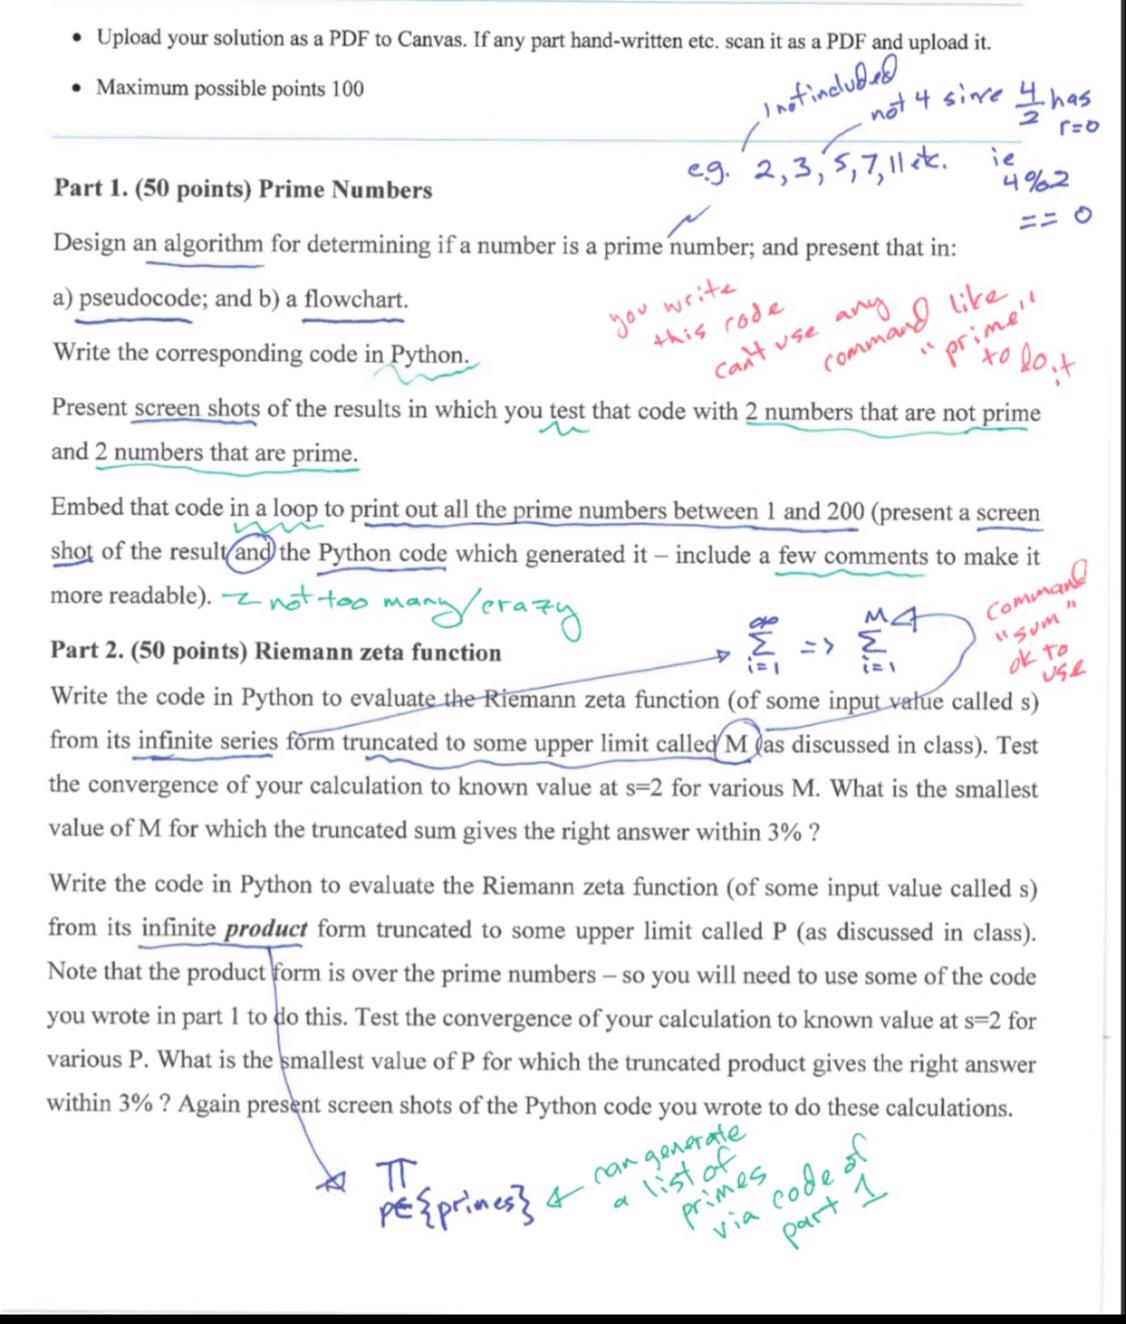 • Upload your solution as a PDF to Canvas. If any part hand-written etc. scan it as a PDF and upload it.
• Maximum possible points 100
1 not included
not 4 since 4/2 has
r=0
e.g. 2, 3, 5, 7, 11 etc.
ie
4%2
== 0
Part 1. (50 points) Prime Numbers
Design an algorithm for determining if a number is a prime number; and present that in:
a) pseudocode; and b) a flowchart.
you write
this code
can't use any
command like
"prime"
to do it
Write the corresponding code in Python.
Present screen shots of the results in which you test that code with 2 numbers that are not prime
and 2 numbers that are prime.
Embed that code in a loop to print out all the prime numbers between 1 and 200 (present a screen
shot of the result and the Python code which generated it – include a few comments to make it
more readable).
not too many/crazy
command
"sum"
ok to
use
Part 2. (50 points) Riemann zeta function
∞ M
Σ => Σ
i=1 i=1
Write the code in Python to evaluate the Riemann zeta function (of some input value called s)
from its infinite series form truncated to some upper limit called M (as discussed in class). Test
the convergence of your calculation to known value at s=2 for various M. What is the smallest
value of M for which the truncated sum gives the right answer within 3% ?
Write the code in Python to evaluate the Riemann zeta function (of some input value called s)
from its infinite product form truncated to some upper limit called P (as discussed in class).
Note that the product form is over the prime numbers – so you will need to use some of the code
you wrote in part 1 to do this. Test the convergence of your calculation to known value at s=2 for
various P. What is the smallest value of P for which the truncated product gives the right answer
within 3% ? Again present screen shots of the Python code you wrote to do these calculations.
Π
p∈{primes}
can generate
a list of
primes
via code of
part 1